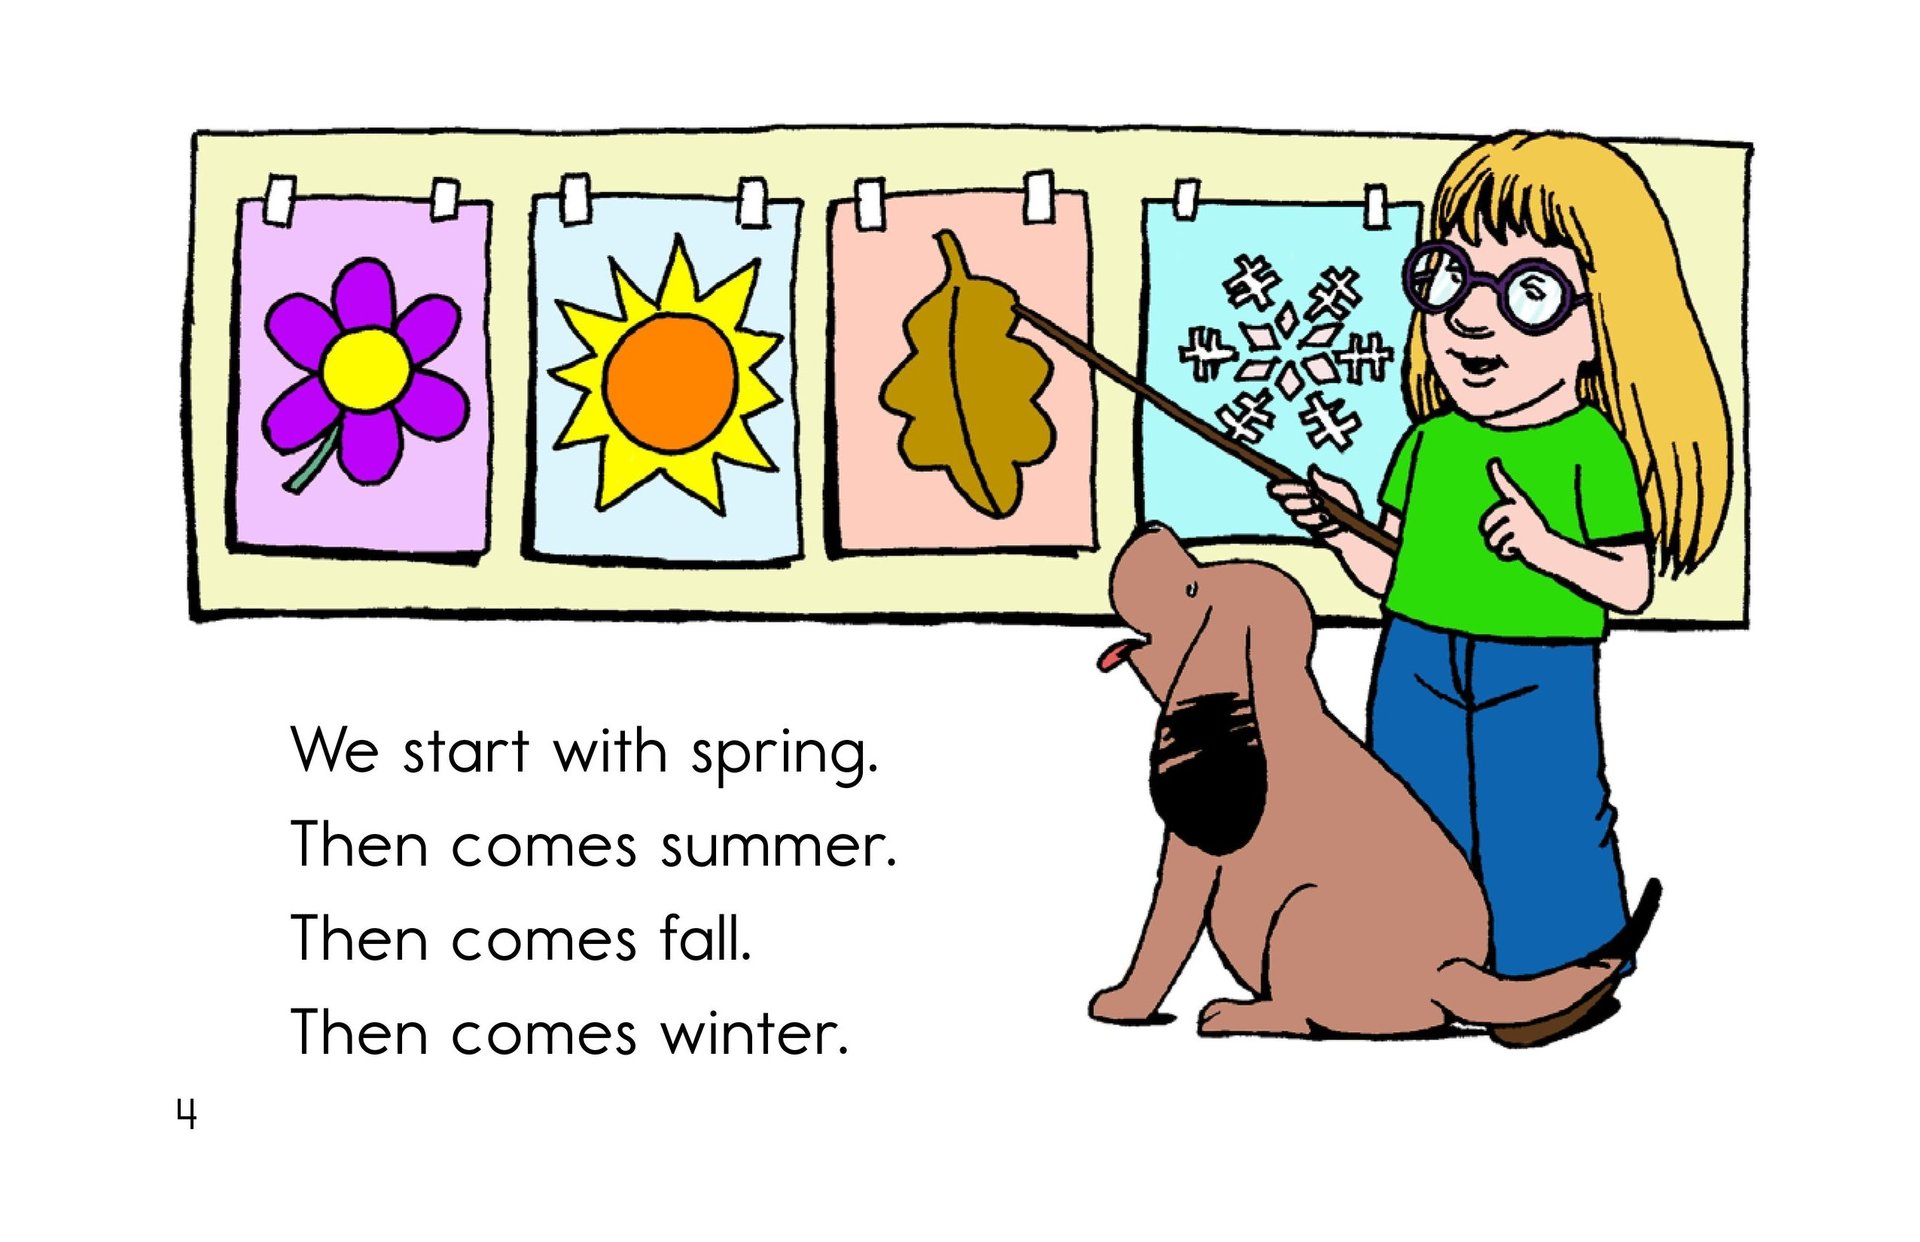 We start with spring.
Then comes summer.
Then comes fall.
Then comes winter.
4